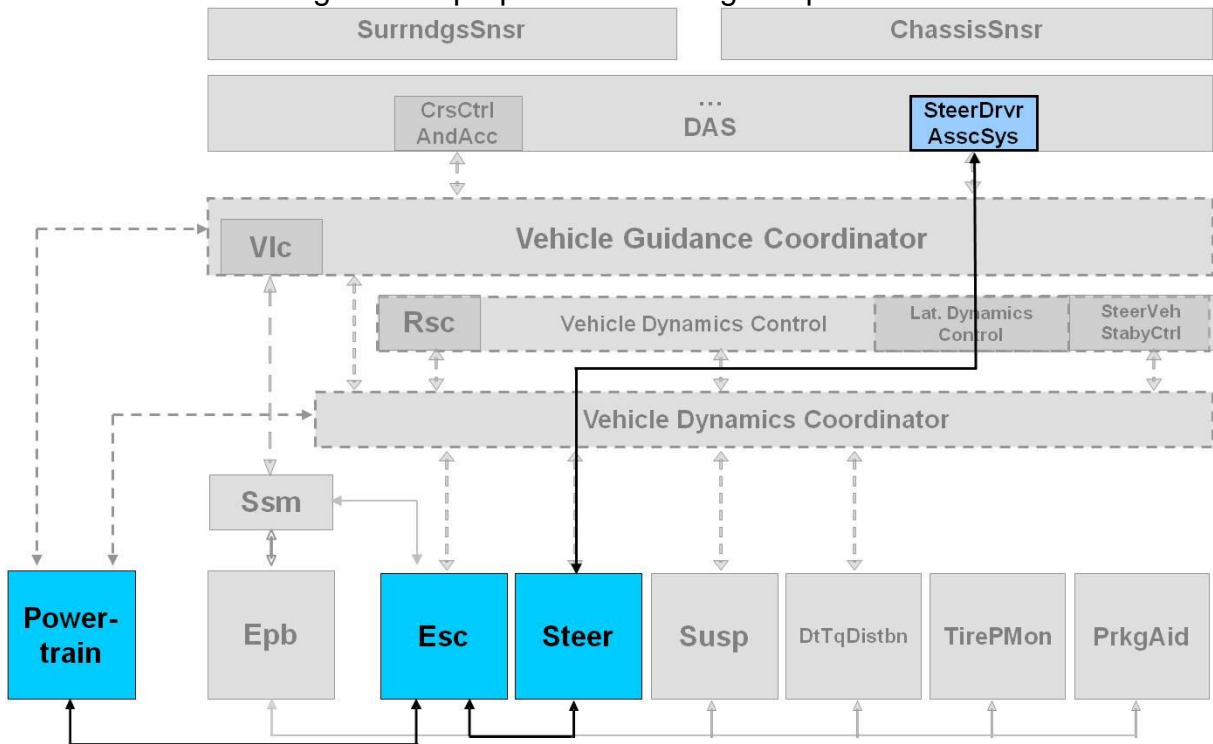 SurrndgsSnsr
ChassisSnsr
CrsCtrl
AndAcc
...
DAS
SteerDrvr
AsscSys
Vlc
Vehicle Guidance Coordinator
Rsc
Vehicle Dynamics Control
Lat. Dynamics
Control
SteerVeh
StabyCtrl
Vehicle Dynamics Coordinator
Ssm
Power-
train
Epb
Esc
Steer
Susp
DtTqDistbn
TirePMon
PrkgAid